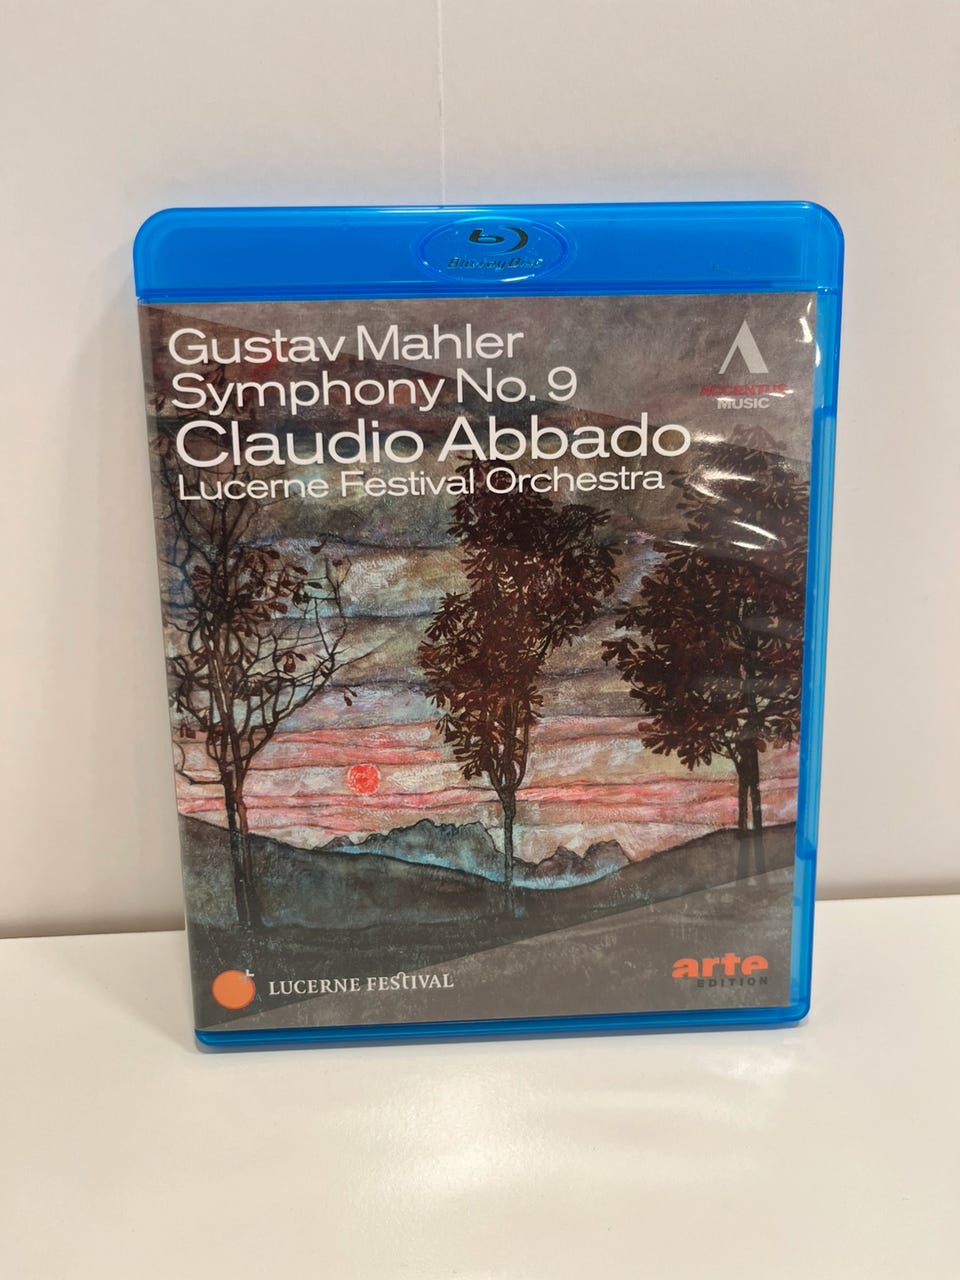 Blu-ray Disc
Gustav Mahler
Symphony No. 9
Claudio Abbado
Lucerne Festival Orchestra
ACCENTUS
MUSIC
LUCERNE FESTIVAL
arte
EDITION